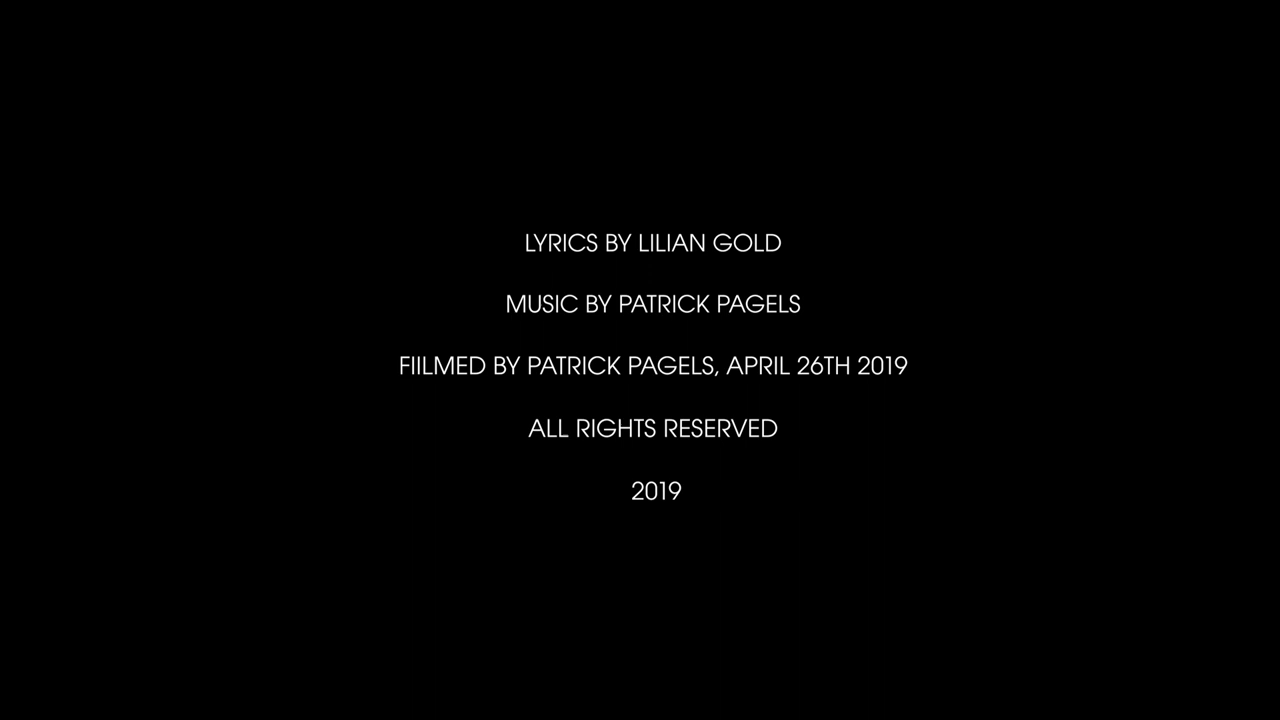 LYRICS BY LILIAN GOLD
MUSIC BY PATRICK PAGELS
FIILMED BY PATRICK PAGELS, APRIL 26TH 2019
ALL RIGHTS RESERVED
2019